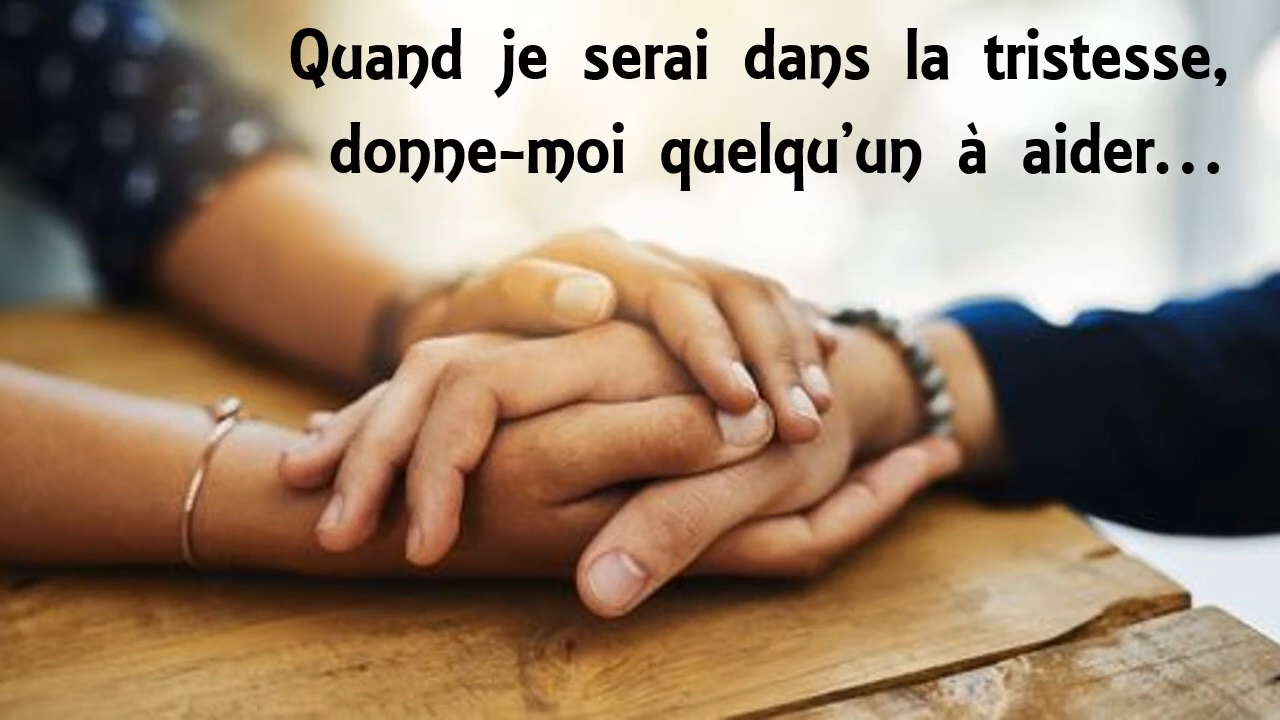 Quand je serai dans la tristesse,
donne-moi quelqu'un à aider...